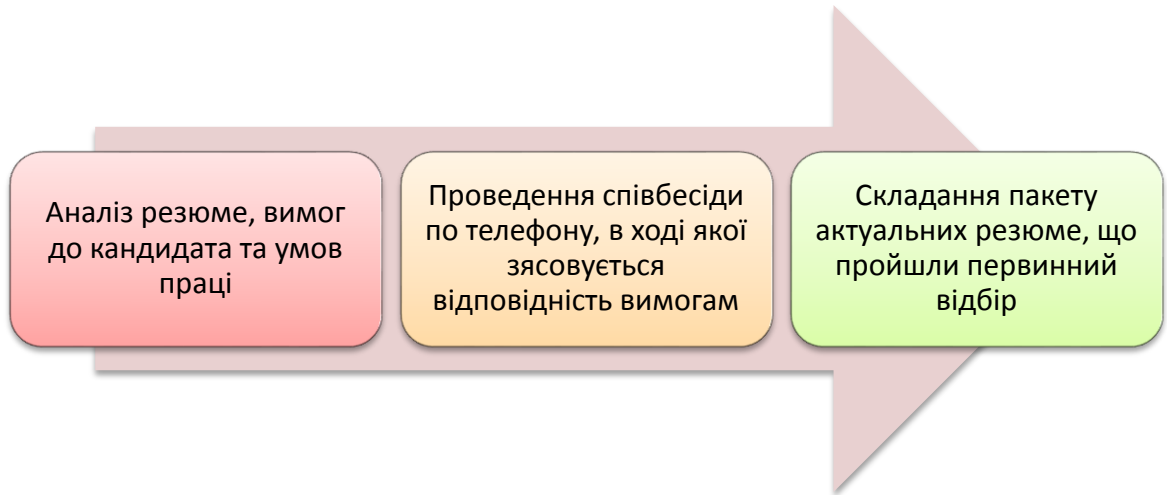 Аналіз резюме, вимог
до кандидата та умов
праці
Проведення співбесіди
по телефону, в ході якої
зясовується
відповідність вимогам
Складання пакету
актуальних резюме, що
пройшли первинний
відбір